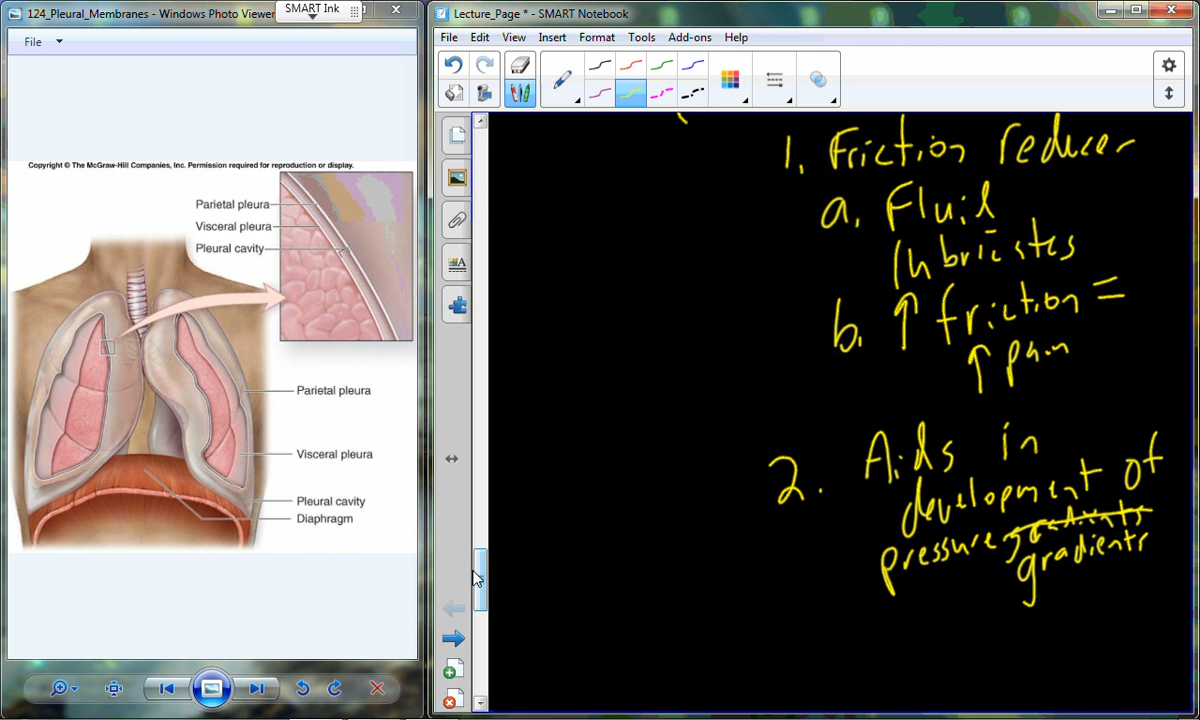 124_Pleural_Membranes - Windows Photo Viewer
SMART Ink
File
Copyright © The McGraw-Hill Companies, Inc. Permission required for reproduction or display.
Parietal pleura
Visceral pleura
Pleural cavity
Parietal pleura
Visceral pleura
Pleural cavity
Diaphragm
Lecture_Page * - SMART Notebook
File Edit View Insert Format Tools Add-ons Help
1. Friction reducer
a. Fluid
lubricates
b. ↑ friction =
↑ pain
2. Aids in
development of
pressure gradients
gradients